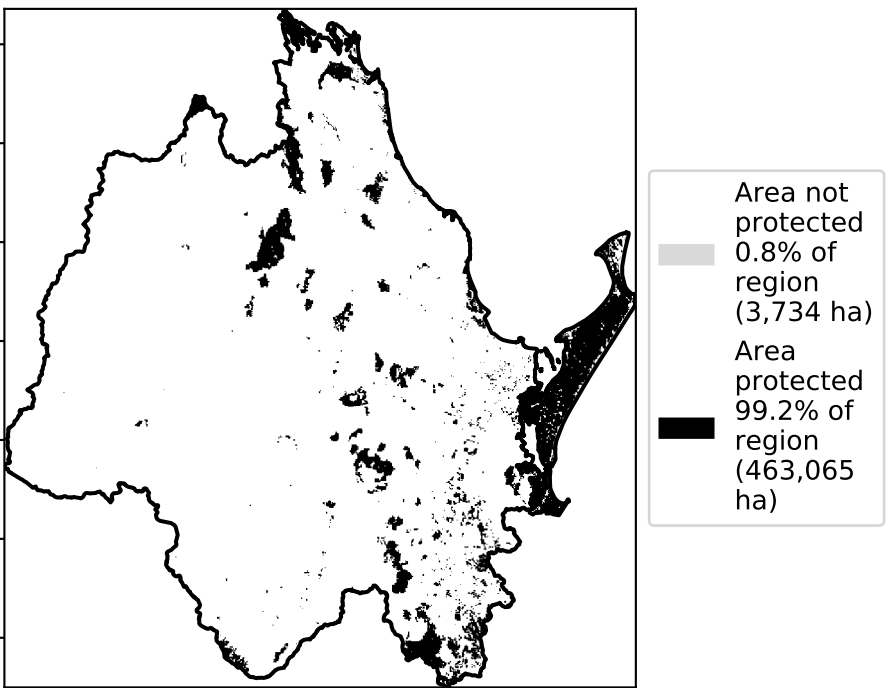 Area not
protected
0.8% of
region
(3,734 ha)
Area
protected
99.2% of
region
(463,065
ha)